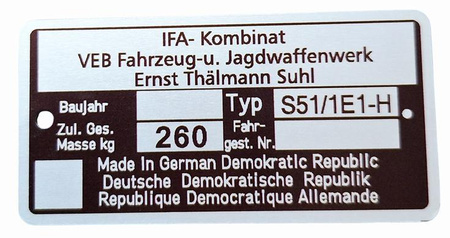 IFA- Kombinat
VEB Fahrzeug-u. Jagdwaffenwerk
Ernst Thälmann Suhl
Baujahr Typ S51/1E1-H
Zul. Ges. Masse kg 260 Fahr-gest. Nr.
Made in German Demokratic Republic
Deutsche Demokratische Republik
Republique Democratique Allemande